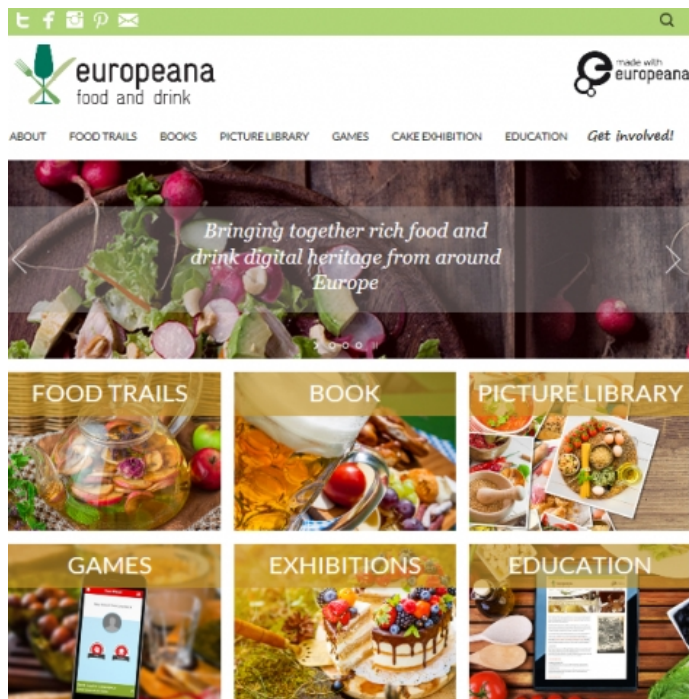 europeana
food and drink
made with
europeana
ABOUT FOOD TRAILS BOOKS PICTURE LIBRARY GAMES CAKE EXHIBITION EDUCATION Get involved!
Bringing together rich food and
drink digital heritage from around
Europe
FOOD TRAILS BOOK PICTURE LIBRARY
GAMES EXHIBITIONS EDUCATION